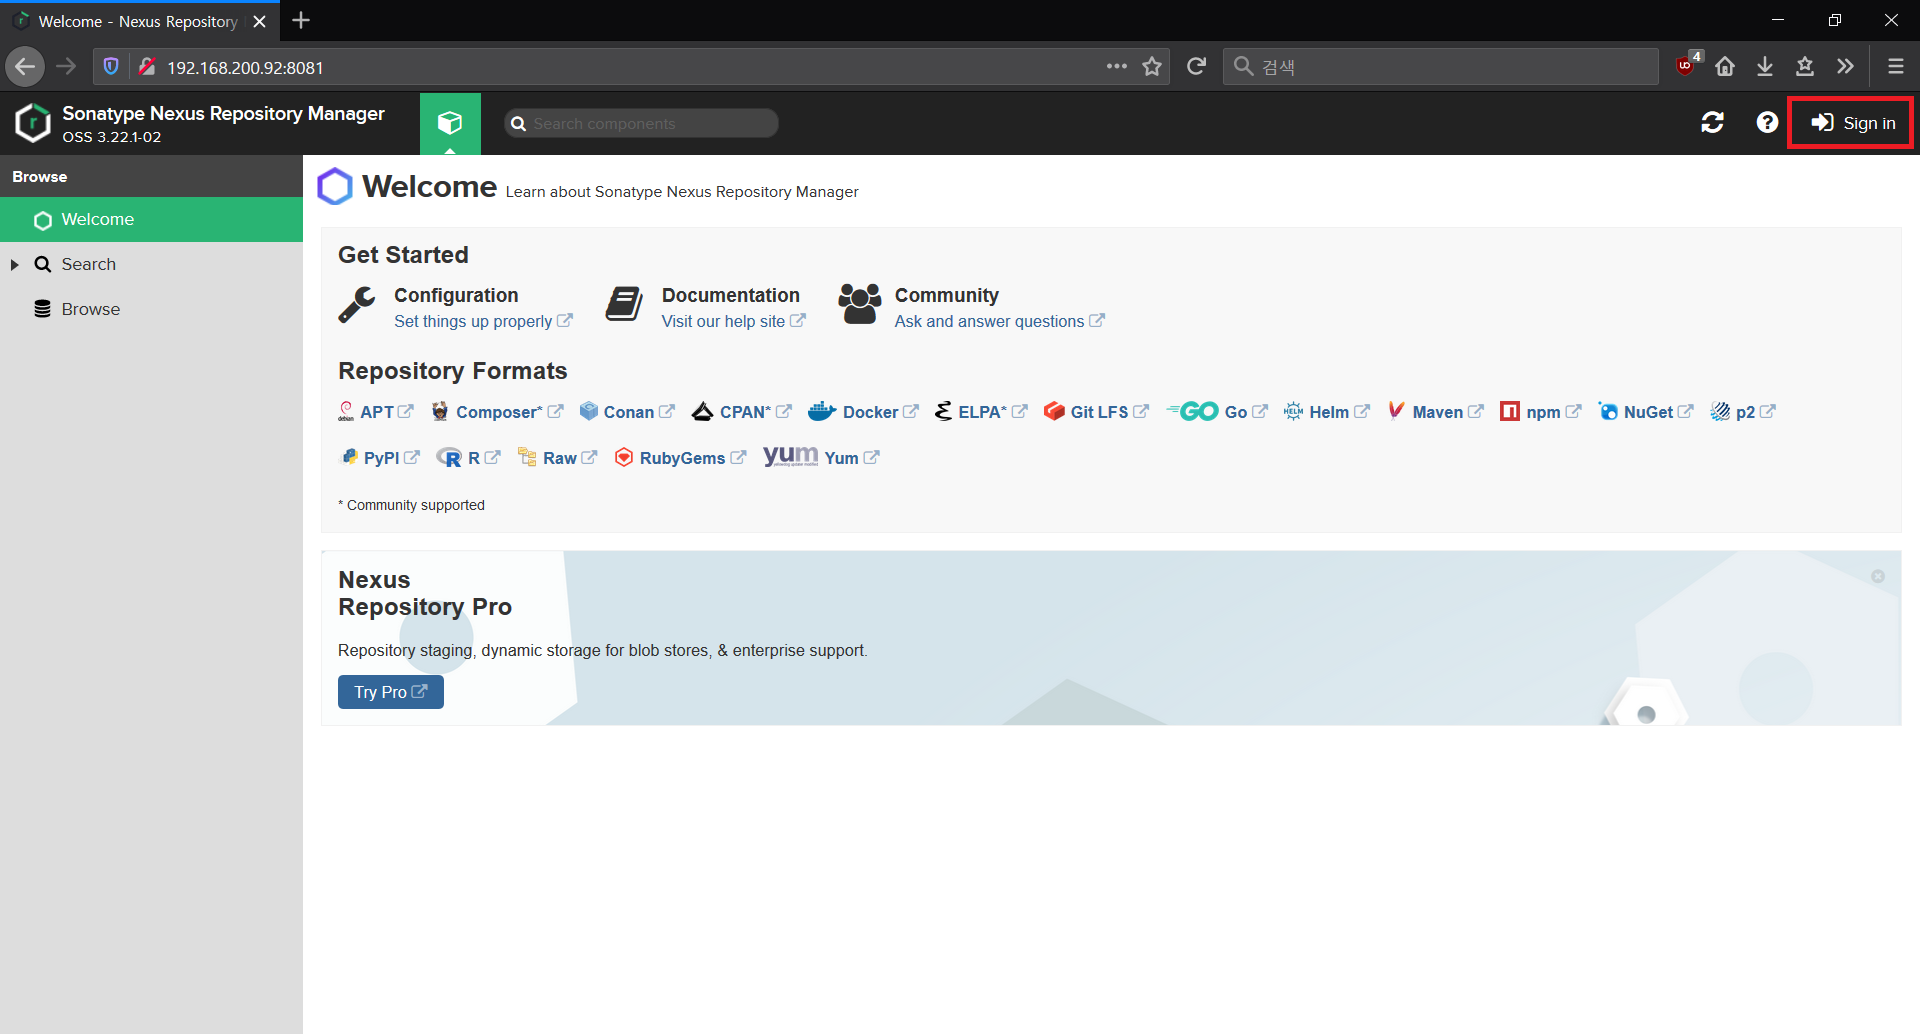 Welcome - Nexus Repository
192.168.200.92:8081
검색
4
Sonatype Nexus Repository Manager
OSS 3.22.1-02
Search components
Sign in
Browse
Welcome
Search
Browse
Welcome Learn about Sonatype Nexus Repository Manager
Get Started
Configuration
Set things up properly
Documentation
Visit our help site
Community
Ask and answer questions
Repository Formats
debian APT Composer* Conan CPAN* Docker ELPA* Git LFS GO Go HELM Helm Maven npm NuGet p2
PyPI R R Raw RubyGems yum Yum
* Community supported
Nexus
Repository Pro
Repository staging, dynamic storage for blob stores, & enterprise support.
Try Pro